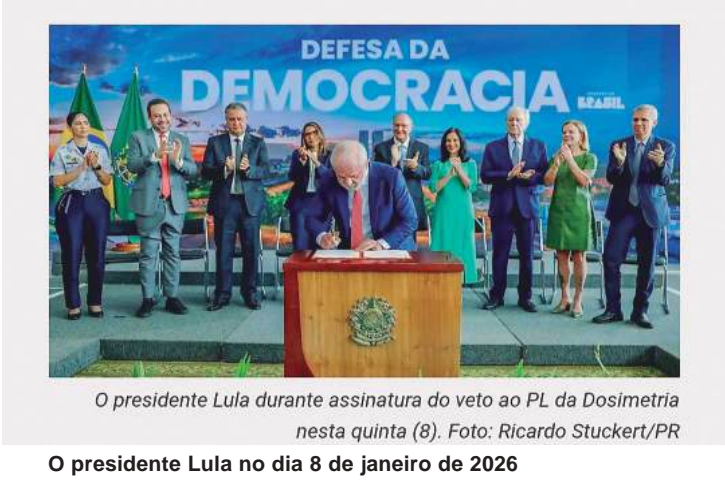 DEFESA DA
DEMOCRACIA
BRASIL
O presidente Lula durante assinatura do veto ao PL da Dosimetria
nesta quinta (8). Foto: Ricardo Stuckert/PR
O presidente Lula no dia 8 de janeiro de 2026